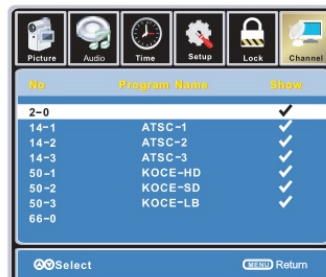 Picture Audio Time Setup Lock Channel
No Program Name Show
2-0
14-1 ATSC-1
14-2 ATSC-2
14-3 ATSC-3
50-1 KOCE-HD
50-2 KOCE-SD
50-3 KOCE-LB
66-0
Select MENU Return